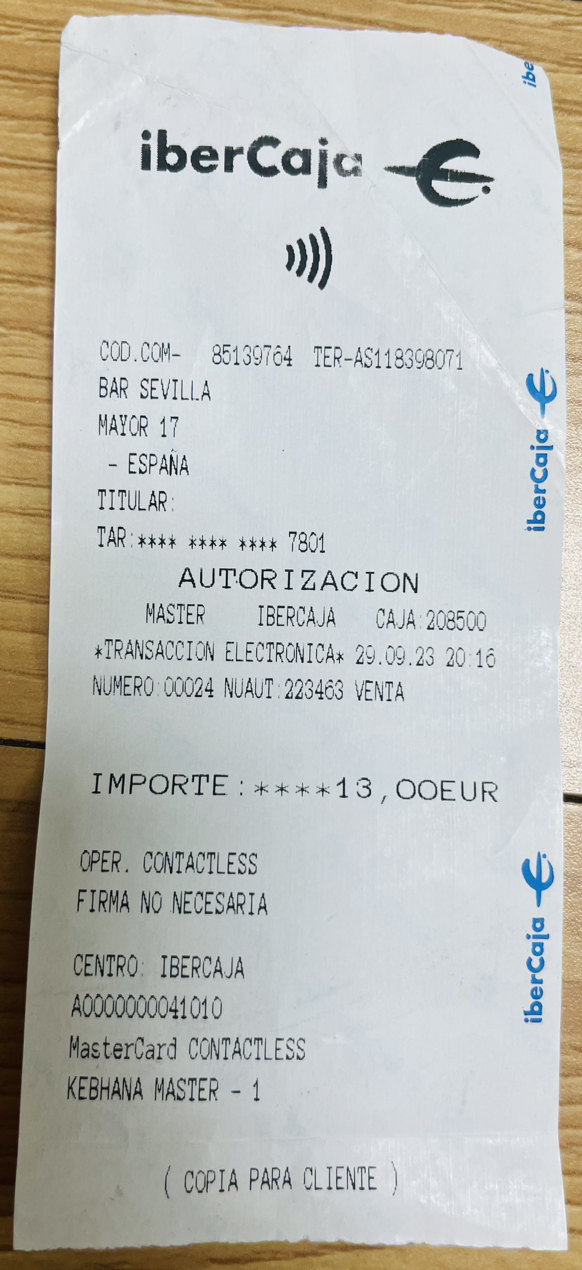 iberCaja
COD.COM- 85139764 TER-AS118398071
BAR SEVILLA
MAYOR 17
- ESPAÑA
TITULAR:
TAR:**** **** **** 7801
AUTORIZACION
MASTER IBERCAJA CAJA:208500
*TRANSACCION ELECTRONICA* 29.09.23 20:16
NUMERO:00024 NUAUT:223463 VENTA
IMPORTE:****13,00EUR
OPER. CONTACTLESS
FIRMA NO NECESARIA
CENTRO: IBERCAJA
A0000000041010
MasterCard CONTACTLESS
KEBHANA MASTER - 1
( COPIA PARA CLIENTE )
ibe
iberCaja
iberCaja